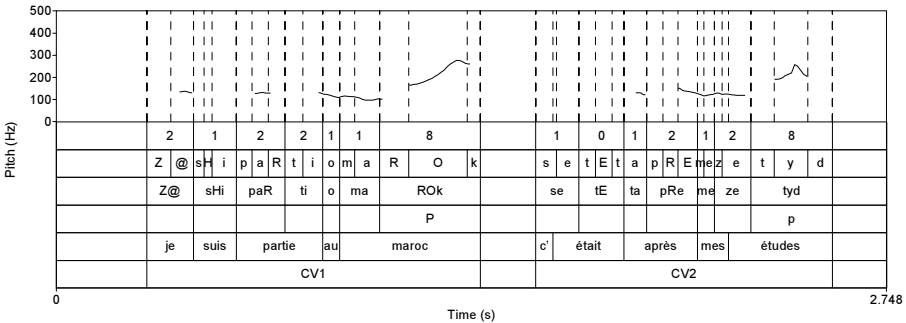 500
400
300
200
100
0
Pitch (Hz)
2 1 2 2 1 1 8 1 0 1 2 1 2 8
Z @ s H i p a R t i o m a R O k s e t E t a p R E m e z e t y d
Z@ sHi paR ti o ma ROk se tE ta pRe me ze tyd
P p
je suis partie au maroc c' était après mes études
CV1 CV2
0 2.748
Time (s)